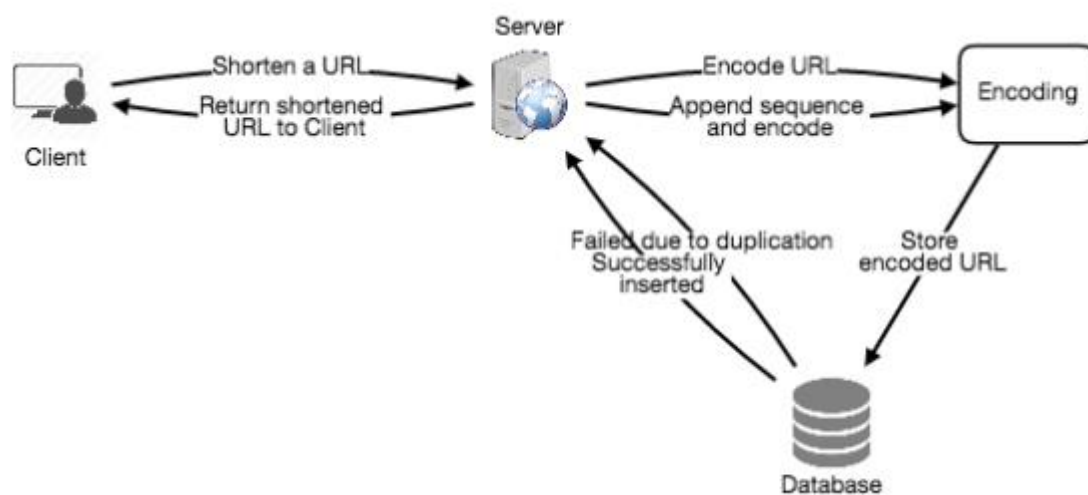 Server
Shorten a URL
Encode URL
Return shortened
URL to Client
Append sequence
and encode
Encoding
Client
Failed due to duplication
Successfully
inserted
Store
encoded URL
Database